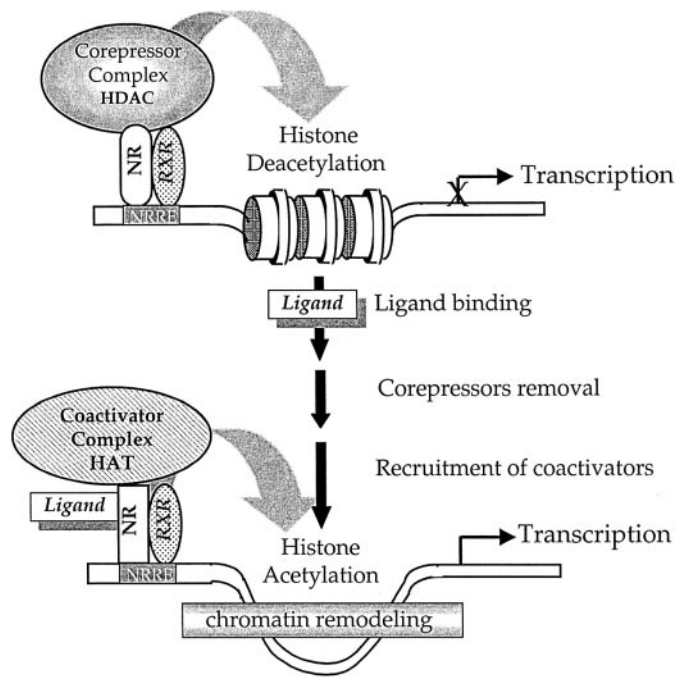 Corepressor
Complex
HDAC
NR
RXR
NRRE
Histone
Deacetylation
X
Transcription
Ligand
Ligand binding
Corepressors removal
Recruitment of coactivators
Coactivator
Complex
HAT
Ligand
NR
RXR
NRRE
Histone
Acetylation
Transcription
chromatin remodeling